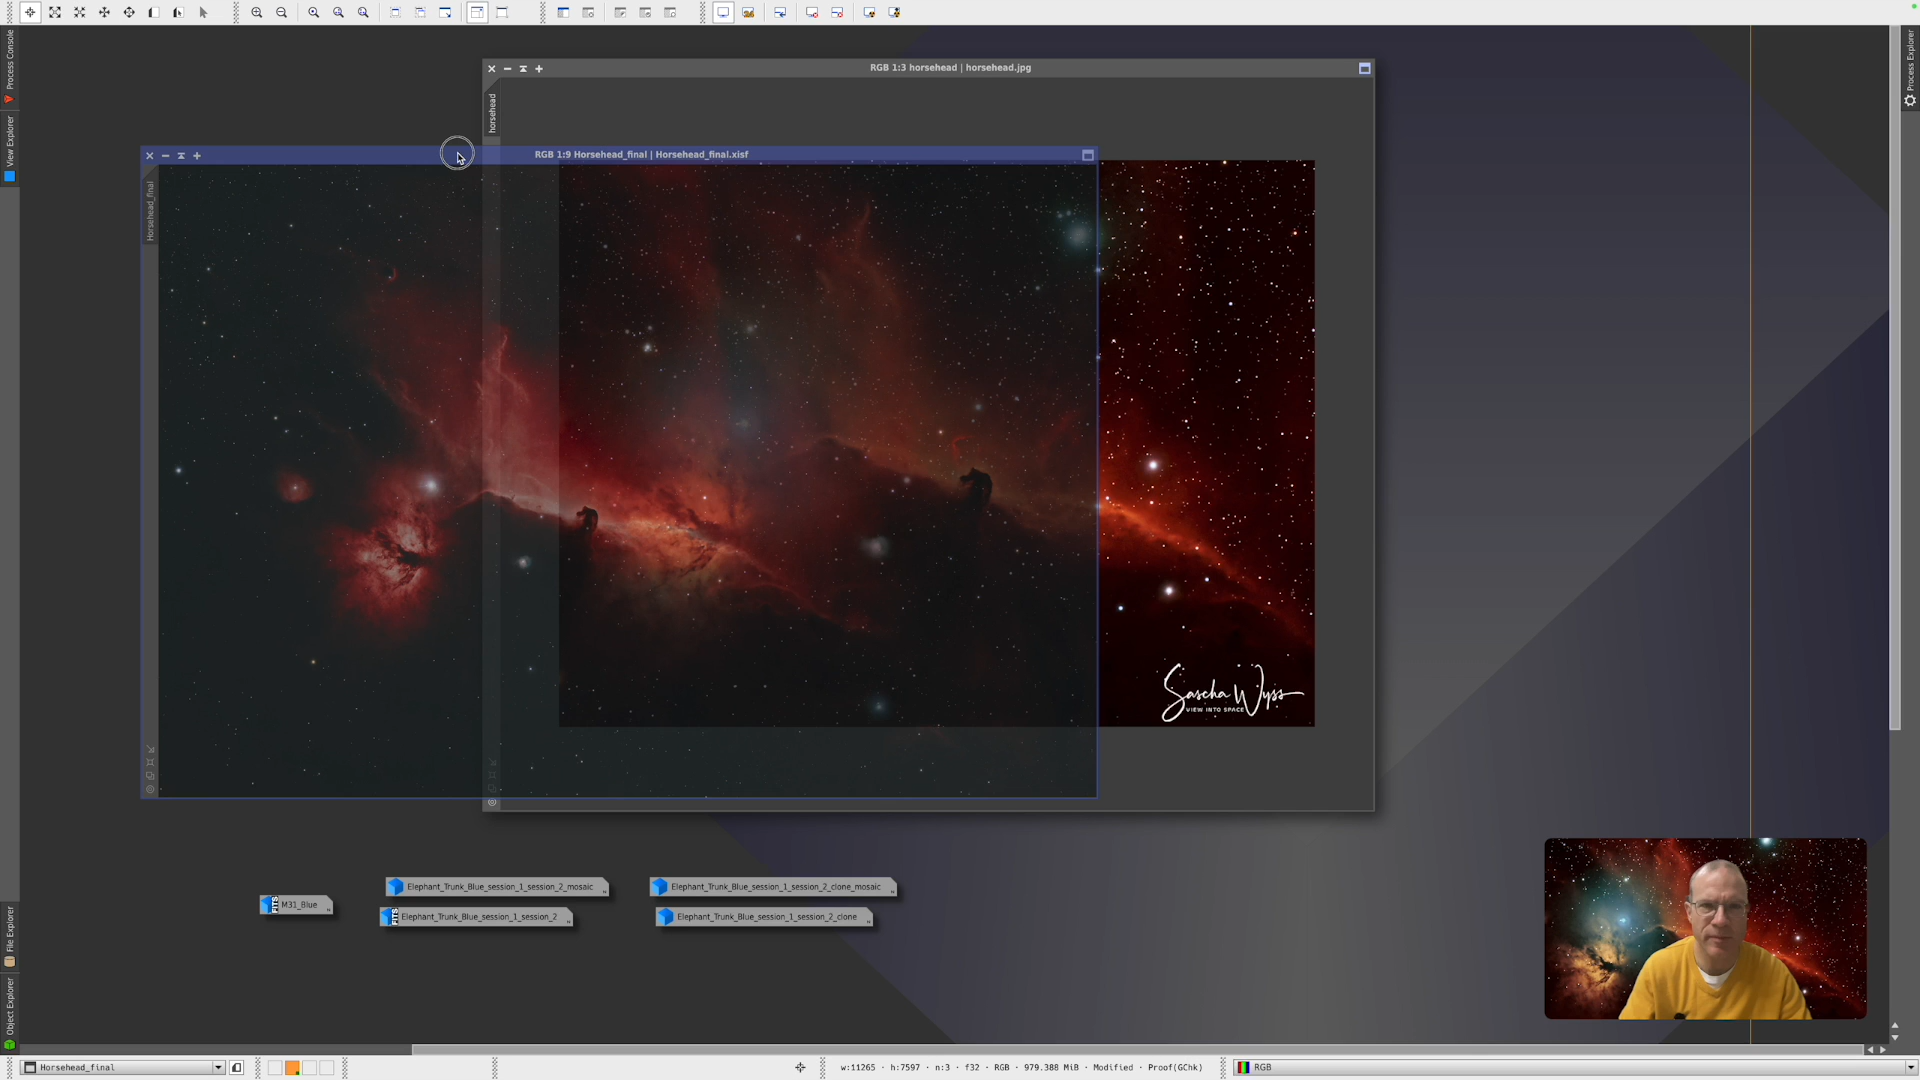 Process Console
View Explorer
File Explorer
Object Explorer
Process Explorer
RGB 1:3 horsehead | horsehead.jpg
horsehead
RGB 1:9 Horsehead_final | Horsehead_final.xisf
Horsehead_final
Sascha Wyss
VIEW INTO SPACE
FITS M31_Blue
Elephant_Trunk_Blue_session_1_session_2_mosaic
Elephant_Trunk_Blue_session_1_session_2_clone_mosaic
FITS Elephant_Trunk_Blue_session_1_session_2
Elephant_Trunk_Blue_session_1_session_2_clone
Horsehead_final
w:11265 · h:7597 · n:3 · f32 · RGB · 979.388 MiB · Modified · Proof(GChk)
RGB